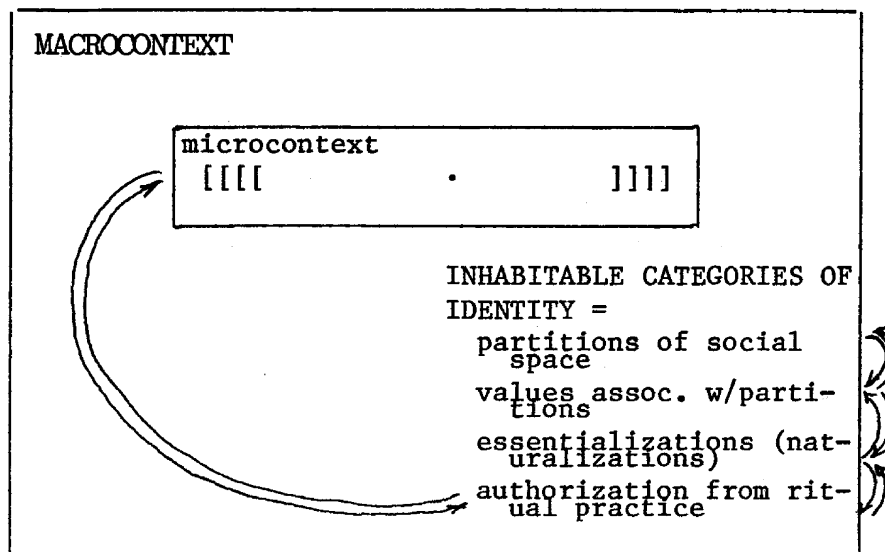 MACROCONTEXT
microcontext
[[[[ . ]]]]
INHABITABLE CATEGORIES OF
IDENTITY =
partitions of social
space
values assoc. w/parti-
tions
essentializations (nat-
uralizations)
authorization from rit-
ual practice